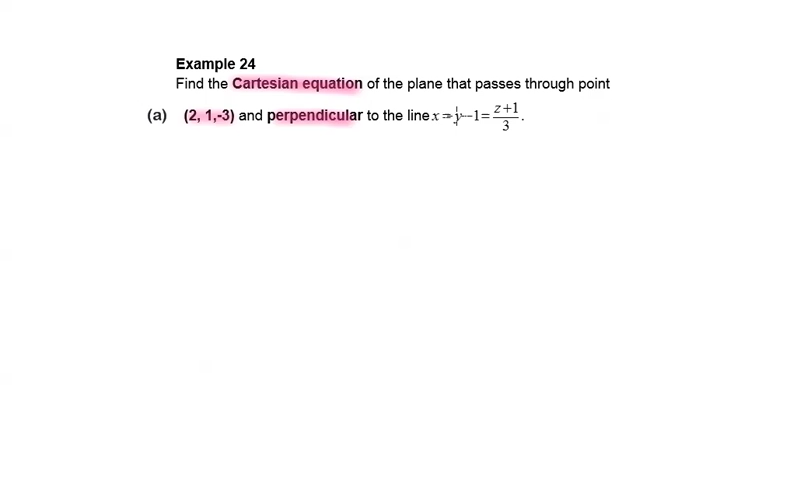 Example 24
Find the Cartesian equation of the plane that passes through point
(a) (2, 1,-3) and perpendicular to the line x = y - 1 = \frac{z+1}{3}.